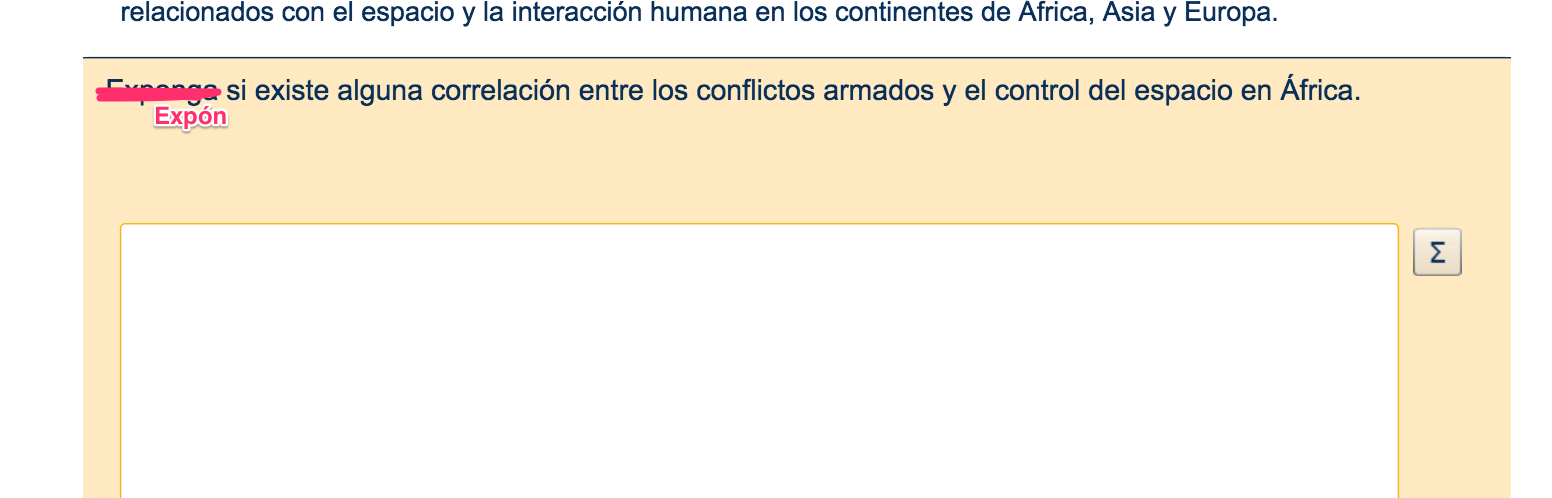 relacionados con el espacio y la interacción humana en los continentes de África, Asia y Europa.
Exponga si existe alguna correlación entre los conflictos armados y el control del espacio en África.
Expón
Σ